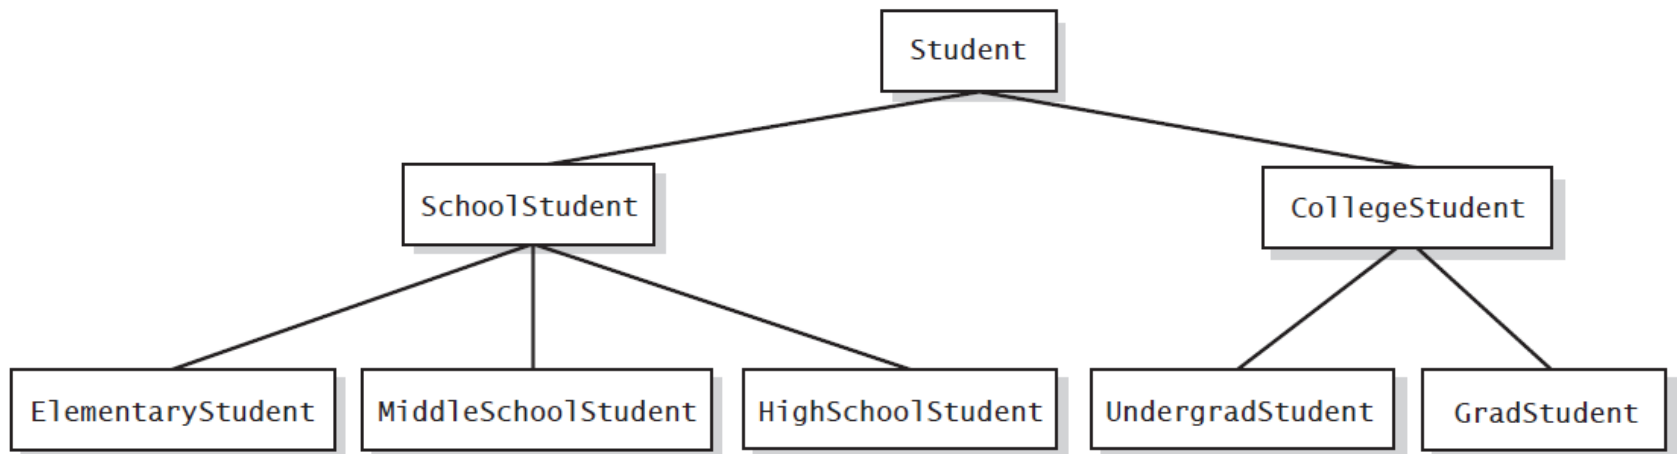 Student
SchoolStudent
CollegeStudent
ElementaryStudent
MiddleSchoolStudent
HighSchoolStudent
UndergradStudent
GradStudent